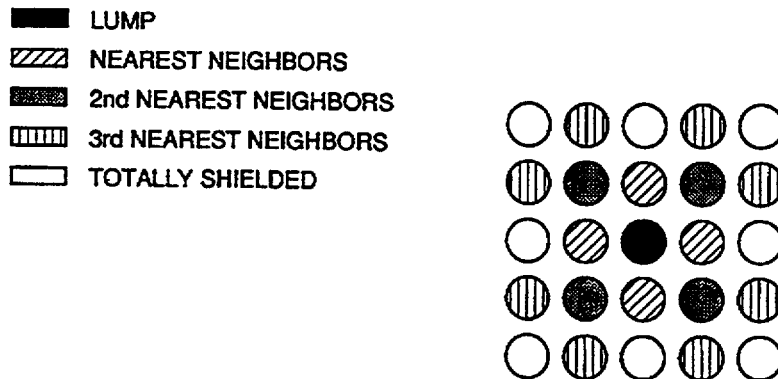 LUMP
NEAREST NEIGHBORS
2nd NEAREST NEIGHBORS
3rd NEAREST NEIGHBORS
TOTALLY SHIELDED